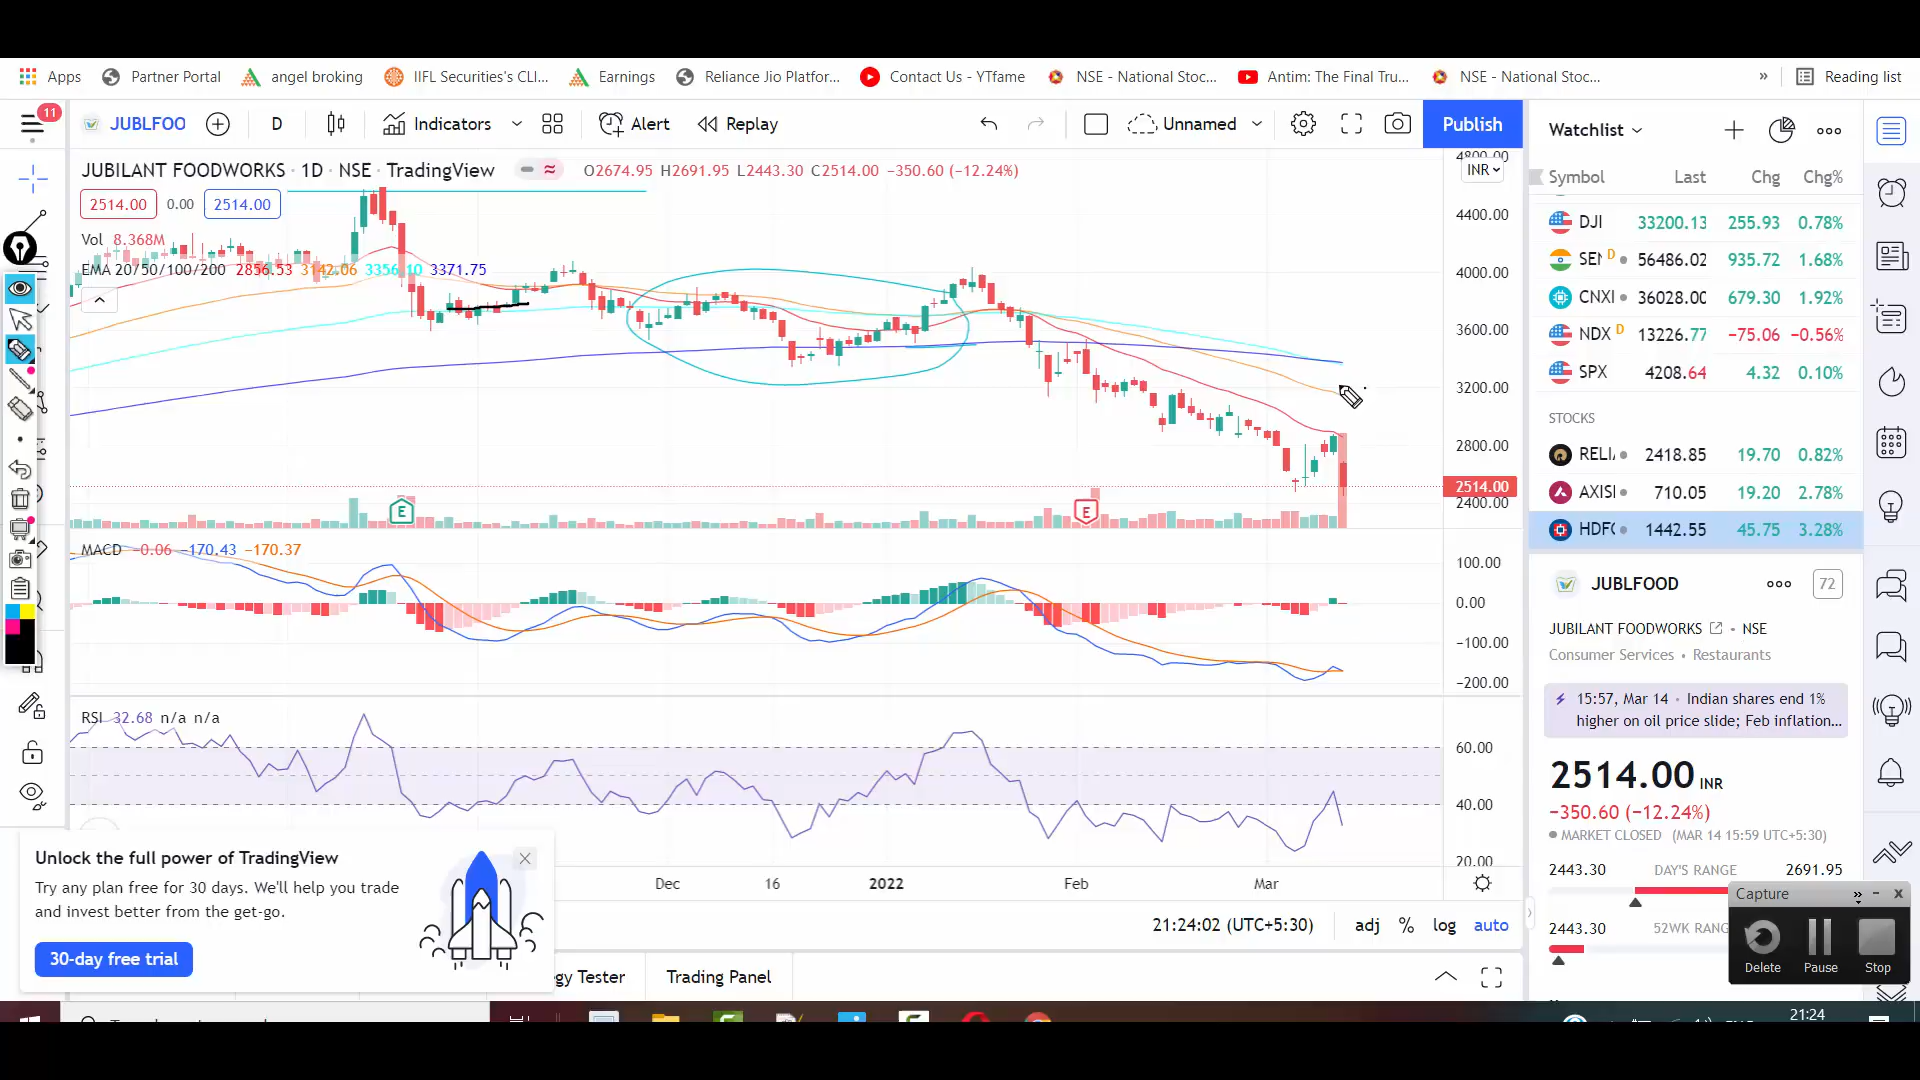 Apps Partner Portal angel broking IIFL Securities's CLI... Earnings Reliance Jio Platfor... Contact Us - YTfame NSE - National Stoc... Antim: The Final Tru... NSE - National Stoc... » Reading list
11
JUBLFOO D Indicators Alert Replay Unnamed Publish
JUBILANT FOODWORKS · 1D · NSE · TradingView O2674.95 H2691.95 L2443.30 C2514.00 −350.60 (−12.24%)
2514.00 0.00 2514.00
Vol 8.368M
EMA 20/50/100/200 2856.53 3142.06 3356.10 3371.75
4800.00
INR
4400.00
4000.00
3600.00
3200.00
2800.00
2514.00
2400.00
E
E
MACD −0.06 −170.43 −170.37
100.00
0.00
−100.00
−200.00
RSI 32.68 n/a n/a
60.00
40.00
20.00
Dec 16 2022 Feb Mar
21:24:02 (UTC+5:30) adj % log auto
gy Tester Trading Panel
Unlock the full power of TradingView
Try any plan free for 30 days. We'll help you trade
and invest better from the get-go.
30-day free trial
Watchlist
Symbol Last Chg Chg%
DJI 33200.13 255.93 0.78%
SEN D 56486.02 935.72 1.68%
CNXI 36028.00 679.30 1.92%
NDX D 13226.77 −75.06 −0.56%
SPX 4208.64 4.32 0.10%
STOCKS
RELI 2418.85 19.70 0.82%
AXISI 710.05 19.20 2.78%
HDFC 1442.55 45.75 3.28%
JUBLFOOD 72
JUBILANT FOODWORKS · NSE
Consumer Services · Restaurants
15:57, Mar 14 · Indian shares end 1%
higher on oil price slide; Feb inflation...
2514.00 INR
−350.60 (−12.24%)
MARKET CLOSED (MAR 14 15:59 UTC+5:30)
2443.30 DAY'S RANGE 2691.95
2443.30 52WK RANG
Capture » − x
Delete Pause Stop
21:24